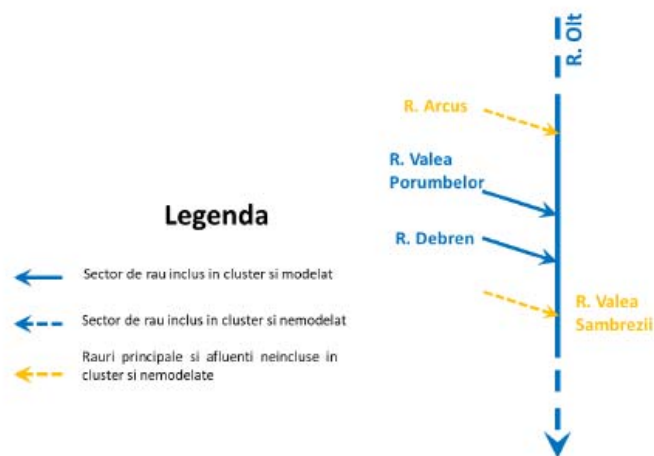 R. Olt
R. Arcus
R. Valea
Porumbelor
Legenda
R. Debren
Sector de rau inclus in cluster si modelat
R. Valea
Sambrezii
Sector de rau inclus in cluster si nemodelat
Rauri principale si afluenti neincluse in
cluster si nemodelate